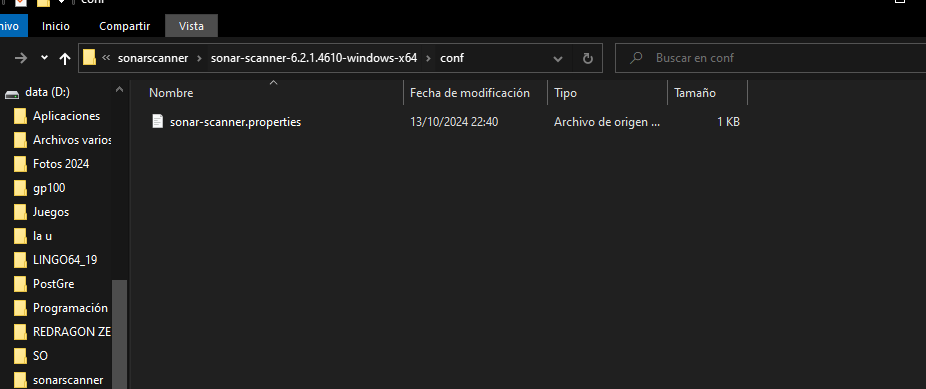 conf
ivo Inicio Compartir Vista
« sonarscanner › sonar-scanner-6.2.1.4610-windows-x64 › conf
Buscar en conf
data (D:)
Aplicaciones
Archivos varios
Fotos 2024
gp100
Juegos
la u
LINGO64_19
PostGre
Programación
REDRAGON ZE
SO
sonarscanner
Nombre Fecha de modificación Tipo Tamaño
sonar-scanner.properties 13/10/2024 22:40 Archivo de origen ... 1 KB